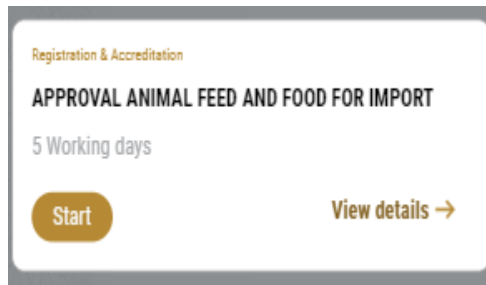 Registration & Accreditation
APPROVAL ANIMAL FEED AND FOOD FOR IMPORT
5 Working days
Start
View details →